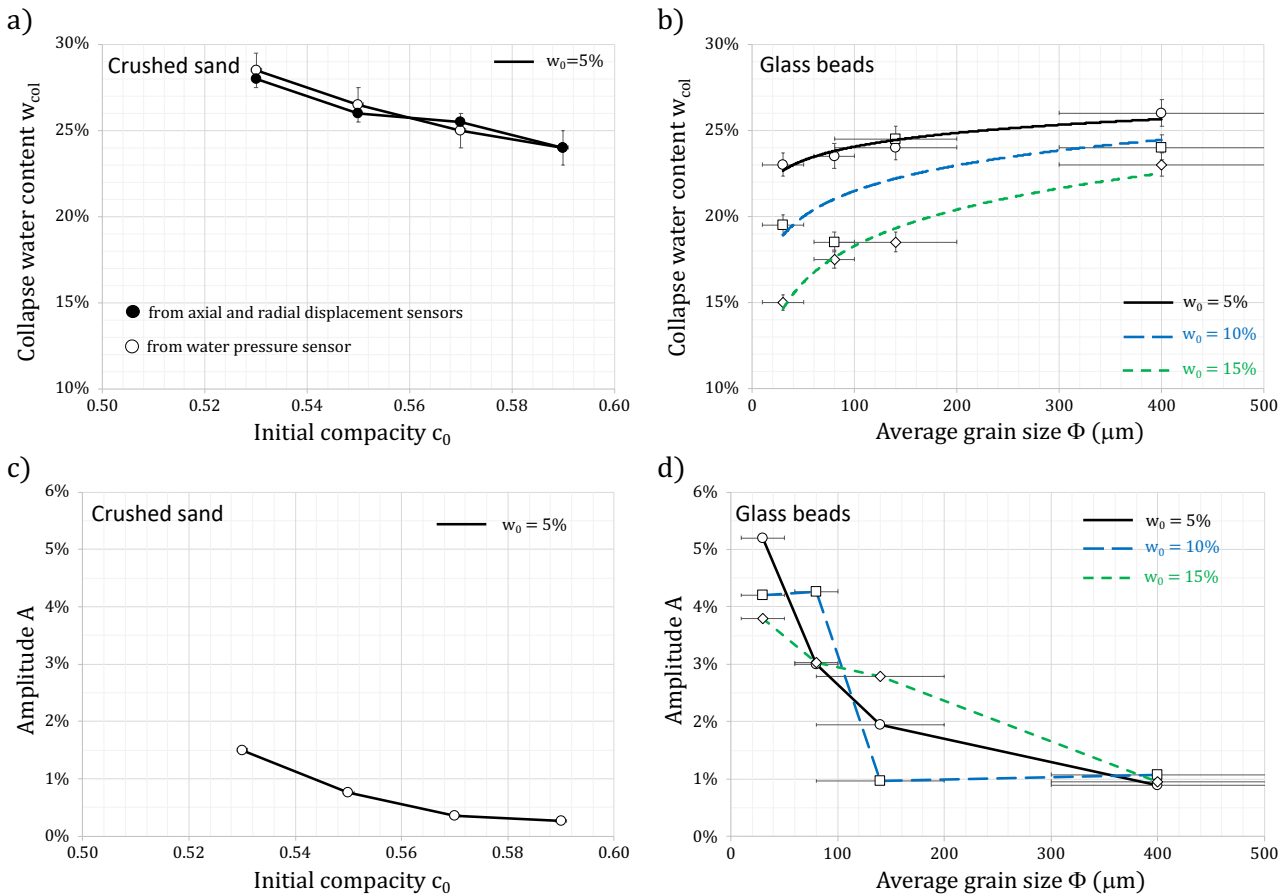 a)
30%
25%
20%
15%
10%
Collapse water content w_col
Crushed sand
w₀=5%
from axial and radial displacement sensors
from water pressure sensor
0.50 0.52 0.54 0.56 0.58 0.60
Initial compacity c₀
b)
30%
25%
20%
15%
10%
Collapse water content w_col
Glass beads
w₀ = 5%
w₀ = 10%
w₀ = 15%
0 100 200 300 400 500
Average grain size Φ (μm)
c)
6%
5%
4%
3%
2%
1%
0%
Amplitude A
Crushed sand
w₀ = 5%
0.50 0.52 0.54 0.56 0.58 0.60
Initial compacity c₀
d)
6%
5%
4%
3%
2%
1%
0%
Amplitude A
Glass beads
w₀ = 5%
w₀ = 10%
w₀ = 15%
0 100 200 300 400 500
Average grain size Φ (μm)